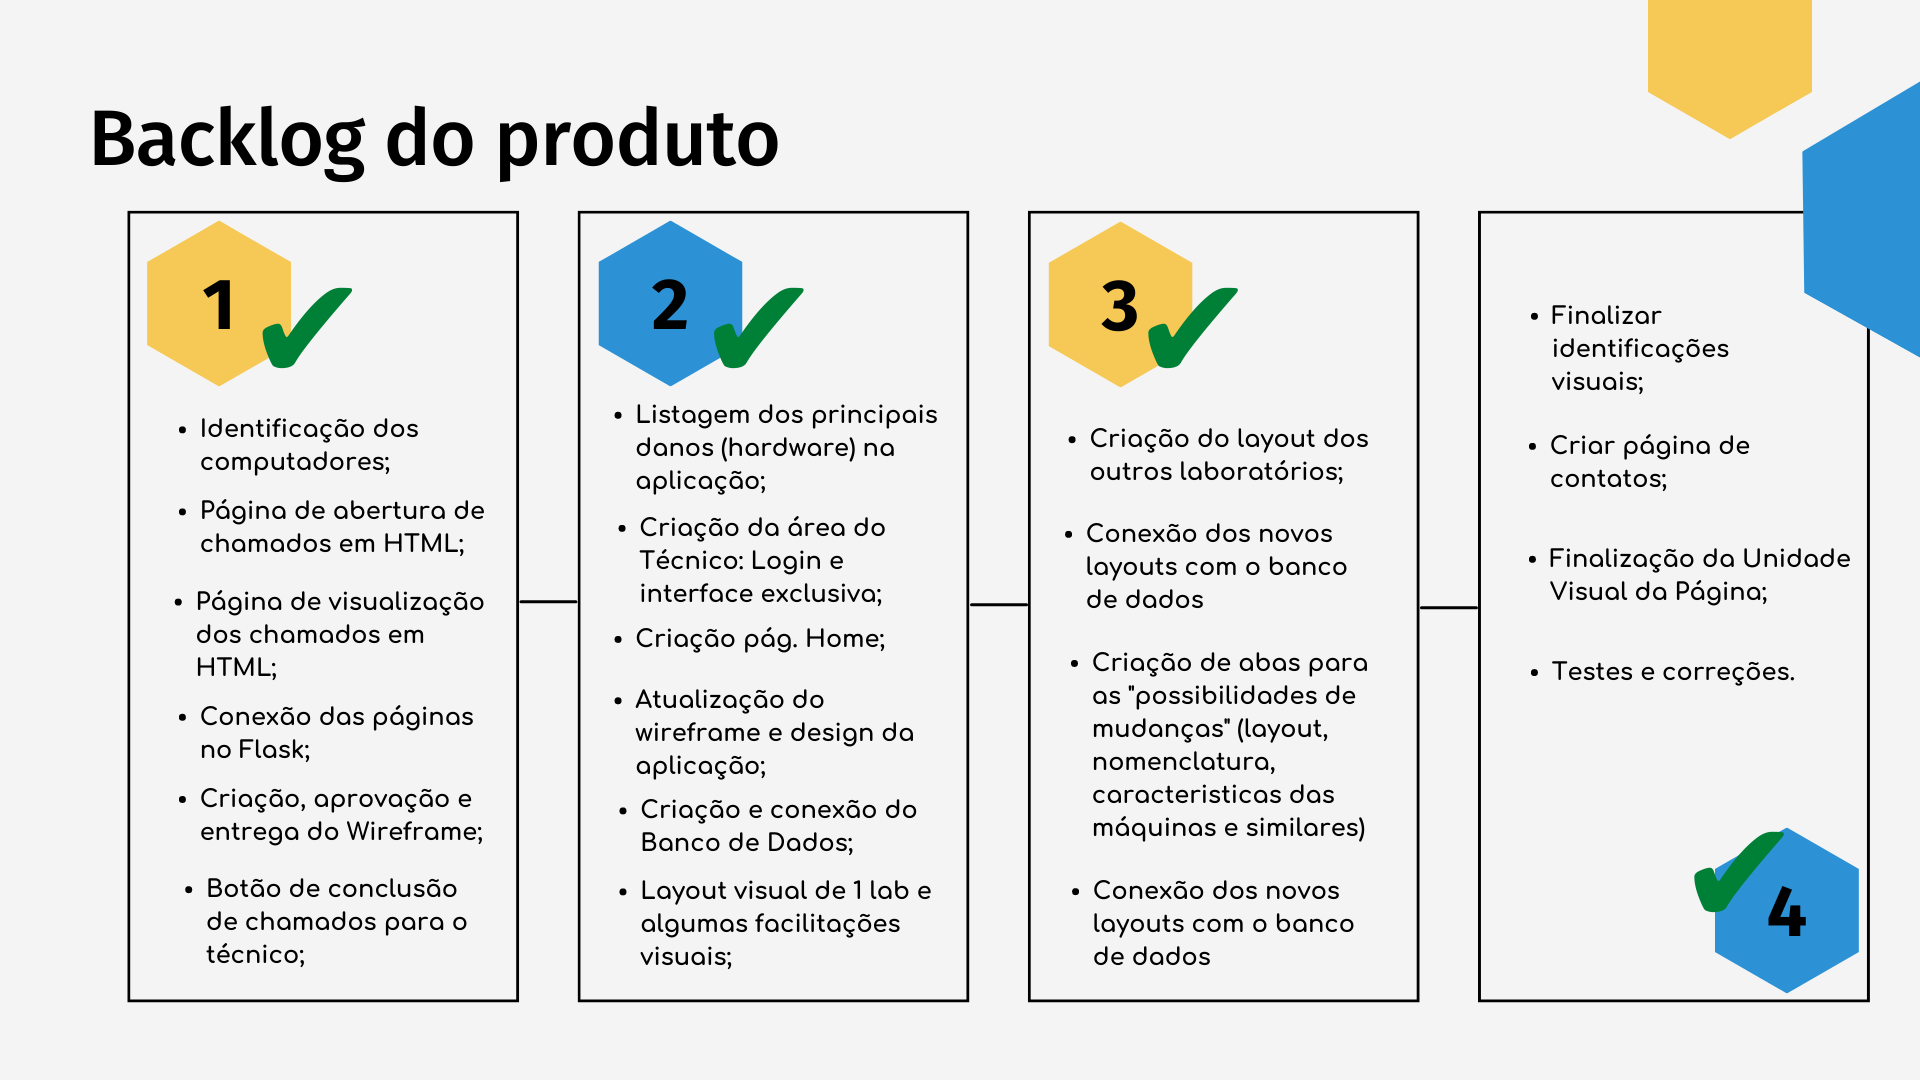 Backlog do produto
1
• Identificação dos
computadores;
• Página de abertura de
chamados em HTML;
• Página de visualização
dos chamados em
HTML;
• Conexão das páginas
no Flask;
• Criação, aprovação e
entrega do Wireframe;
• Botão de conclusão
de chamados para o
técnico;
2
• Listagem dos principais
danos (hardware) na
aplicação;
• Criação da área do
Técnico: Login e
interface exclusiva;
• Criação pág. Home;
• Atualização do
wireframe e design da
aplicação;
• Criação e conexão do
Banco de Dados;
• Layout visual de 1 lab e
algumas facilitações
visuais;
3
• Criação do layout dos
outros laboratórios;
• Conexão dos novos
layouts com o banco
de dados
• Criação de abas para
as "possibilidades de
mudanças" (layout,
nomenclatura,
caracteristicas das
máquinas e similares)
• Conexão dos novos
layouts com o banco
de dados
• Finalizar
identificações
visuais;
• Criar página de
contatos;
• Finalização da Unidade
Visual da Página;
• Testes e correções.
4